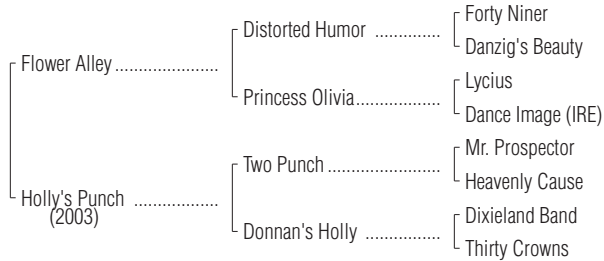 Forty Niner
Distorted Humor ..............
Danzig's Beauty
Flower Alley ......................
Lycius
Princess Olivia ..................
Dance Image (IRE)
Mr. Prospector
Two Punch ........................
Heavenly Cause
Holly's Punch ..................
(2003)
Dixieland Band
Donnan's Holly ................
Thirty Crowns